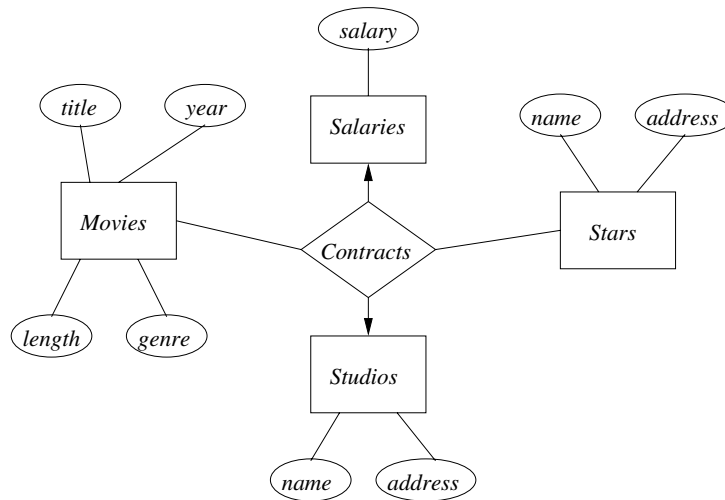 salary
title
year
name
address
Salaries
Movies
Contracts
Stars
length
genre
Studios
name
address